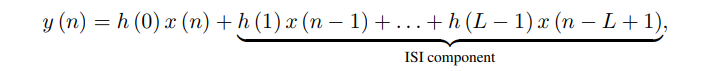 y (n) = h (0) x (n) + h (1) x (n − 1) + . . . + h (L − 1) x (n − L + 1),
ISI component